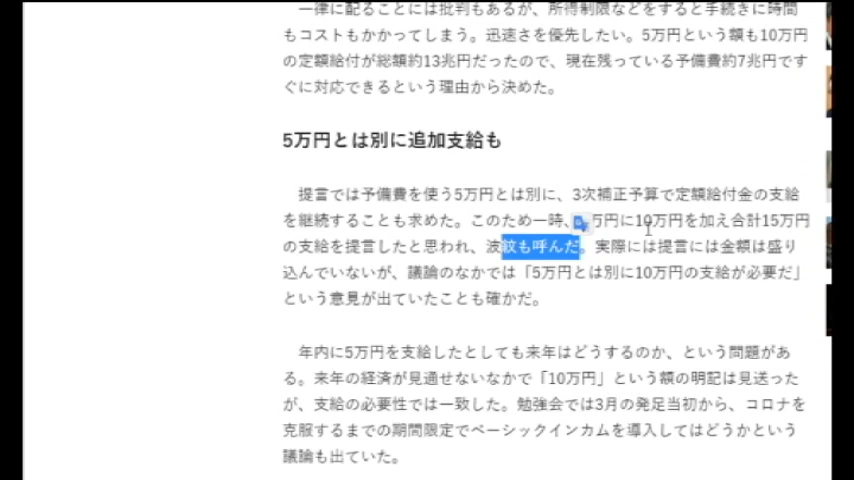 一律に配ることには批判もあるが、所得制限などをすると手続きに時間
もコストもかかってしまう。迅速さを優先したい。5万円という額も10万円
の定額給付が総額約13兆円だったので、現在残っている予備費約7兆円です
ぐに対応できるという理由から決めた。
5万円とは別に追加支給も
提言では予備費を使う5万円とは別に、3次補正予算で定額給付金の支給
を継続することも求めた。このため一時、万円に10万円を加え合計15万円
の支給を提言したと思われ、波紋も呼んだ。実際には提言には金額は盛り
込んでいないが、議論のなかでは「5万円とは別に10万円の支給が必要だ」
という意見が出ていたことも確かだ。
年内に5万円を支給したとしても来年はどうするのか、という問題があ
る。来年の経済が見通せないなかで「10万円」という額の明記は見送った
が、支給の必要性では一致した。勉強会では3月の発足当初から、コロナを
克服するまでの期間限定でベーシックインカムを導入してはどうかという
議論も出ていた。